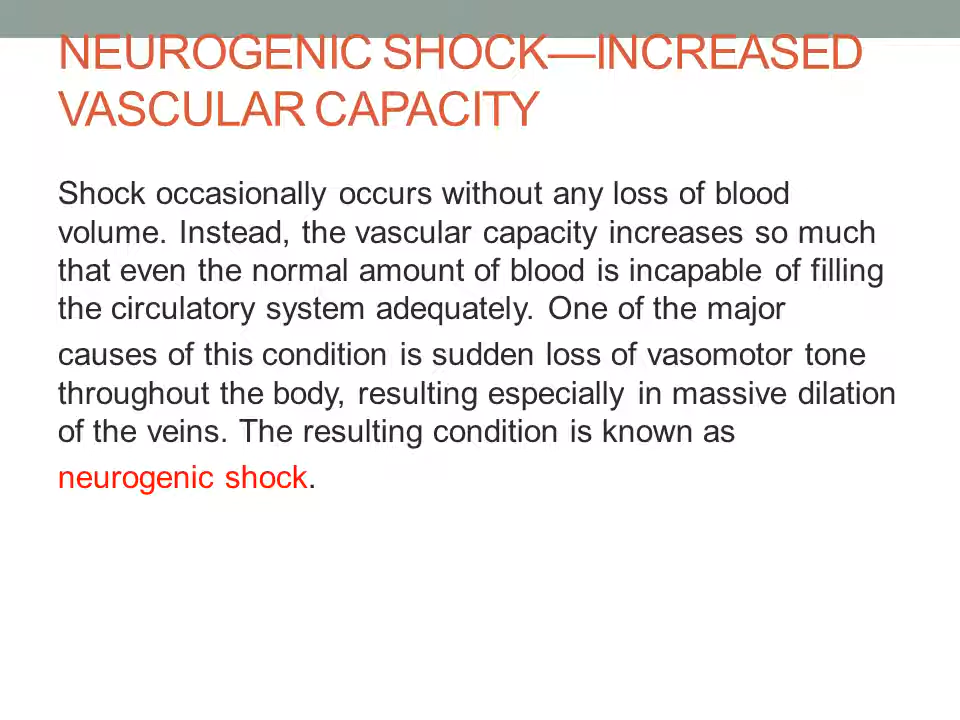 NEUROGENIC SHOCK—INCREASED
VASCULAR CAPACITY
Shock occasionally occurs without any loss of blood
volume. Instead, the vascular capacity increases so much
that even the normal amount of blood is incapable of filling
the circulatory system adequately. One of the major
causes of this condition is sudden loss of vasomotor tone
throughout the body, resulting especially in massive dilation
of the veins. The resulting condition is known as
neurogenic shock.